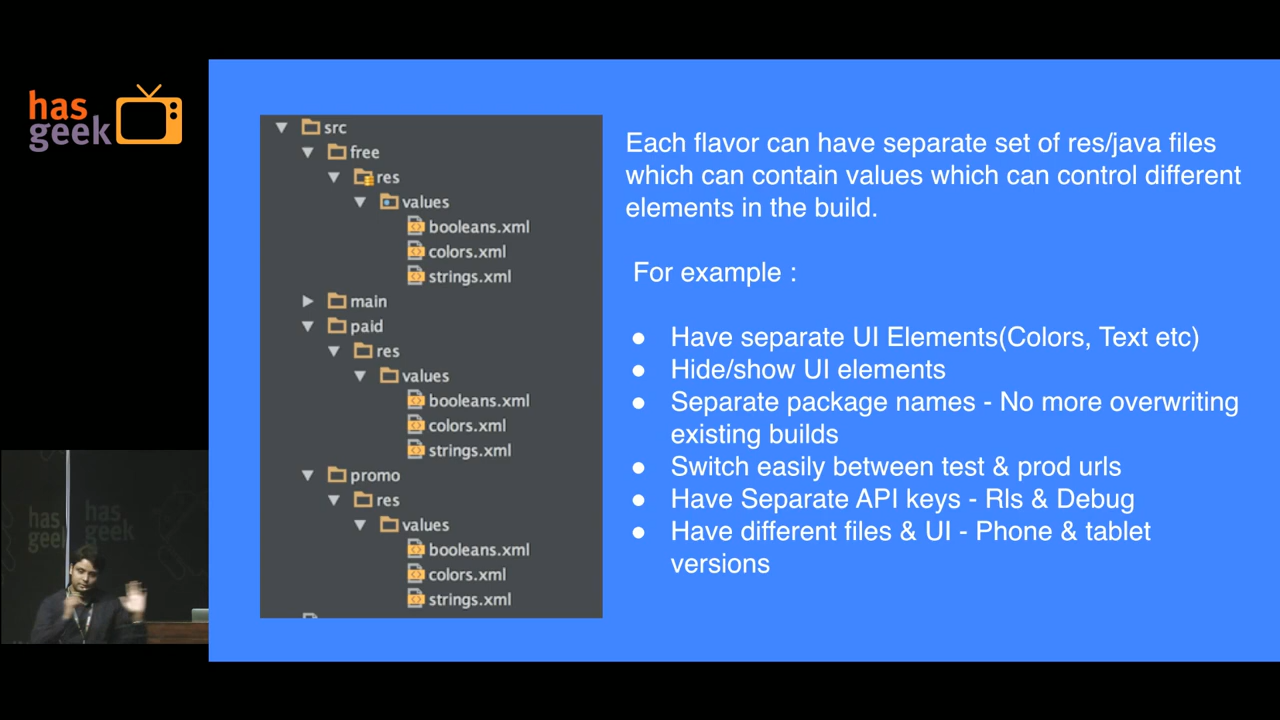 has
geek
src
free
res
values
booleans.xml
colors.xml
strings.xml
main
paid
res
values
booleans.xml
colors.xml
strings.xml
promo
res
values
booleans.xml
colors.xml
strings.xml
Each flavor can have separate set of res/java files
which can contain values which can control different
elements in the build.
For example :
● Have separate UI Elements(Colors, Text etc)
● Hide/show UI elements
● Separate package names - No more overwriting
existing builds
● Switch easily between test & prod urls
● Have Separate API keys - Rls & Debug
● Have different files & UI - Phone & tablet
versions
has
geek
has
geek